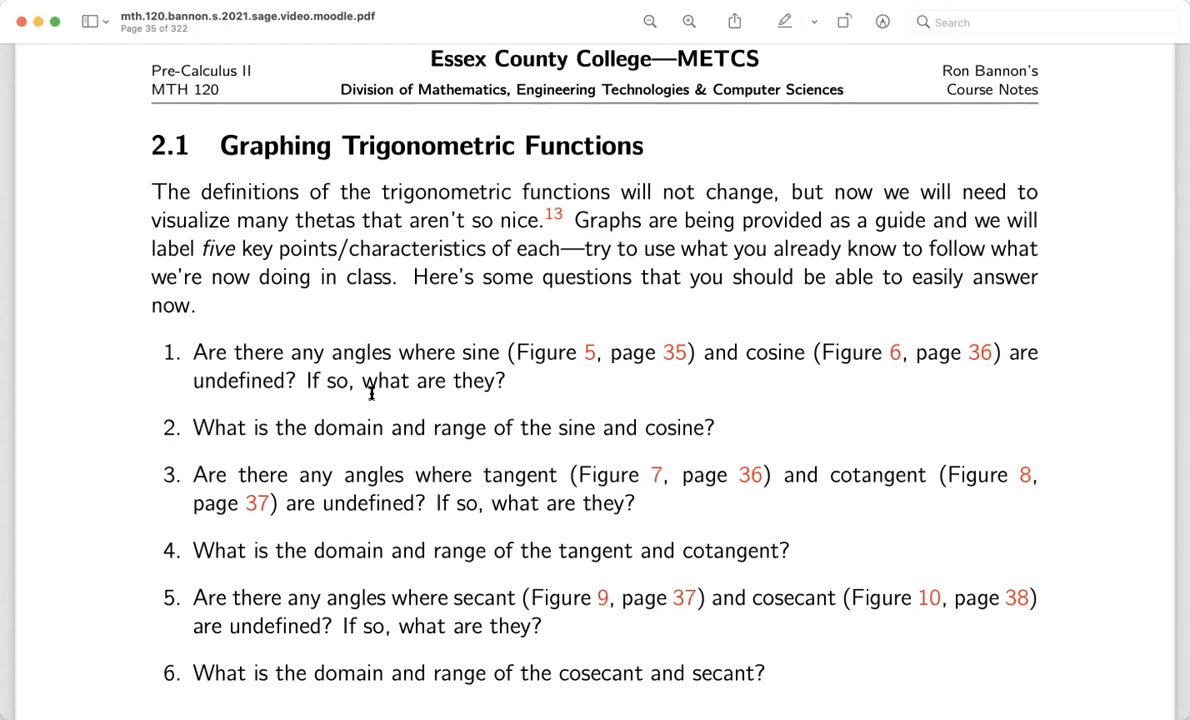 mth.120.bannon.s.2021.sage.video.moodle.pdf
Page 35 of 322
Search
Essex County College—METCS
Pre-Calculus II
Ron Bannon's
MTH 120
Division of Mathematics, Engineering Technologies & Computer Sciences
Course Notes
2.1 Graphing Trigonometric Functions
The definitions of the trigonometric functions will not change, but now we will need to
visualize many thetas that aren't so nice.13 Graphs are being provided as a guide and we will
label five key points/characteristics of each—try to use what you already know to follow what
we're now doing in class. Here's some questions that you should be able to easily answer
now.
1. Are there any angles where sine (Figure 5, page 35) and cosine (Figure 6, page 36) are
undefined? If so, what are they?
2. What is the domain and range of the sine and cosine?
3. Are there any angles where tangent (Figure 7, page 36) and cotangent (Figure 8,
page 37) are undefined? If so, what are they?
4. What is the domain and range of the tangent and cotangent?
5. Are there any angles where secant (Figure 9, page 37) and cosecant (Figure 10, page 38)
are undefined? If so, what are they?
6. What is the domain and range of the cosecant and secant?